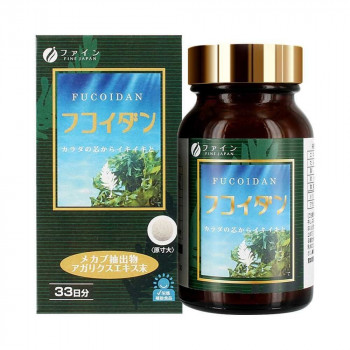 ファイン
FINE JAPAN
FUCOIDAN
フコイダン
カラダの芯からイキイキと
(原寸大)
メカブ抽出物
アガリクスエキス末
33日分
ファイン
FINE JAPAN
FUCOIDAN
フコイダン
カラダの芯からイキイキと